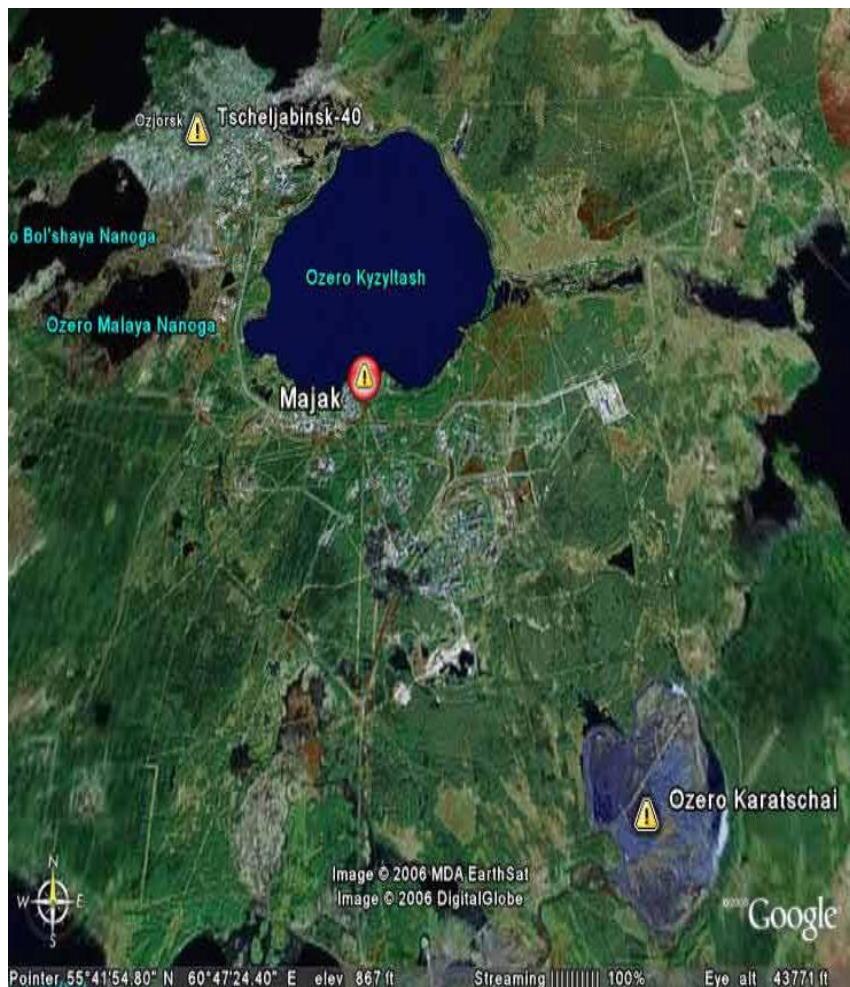 Ozjorsk
Tscheljabinsk-40
o Bol'shaya Nanoga
Ozero Kyzyltash
Ozero Malaya Nanoga
Majak
Ozero Karatschai
Image © 2006 MDA EarthSat
Image © 2006 DigitalGlobe
N
W E
S
Google
Pointer 55°41'54.80" N 60°47'24.40" E elev 867 ft Streaming |||||||||| 100% Eye alt 43771 ft